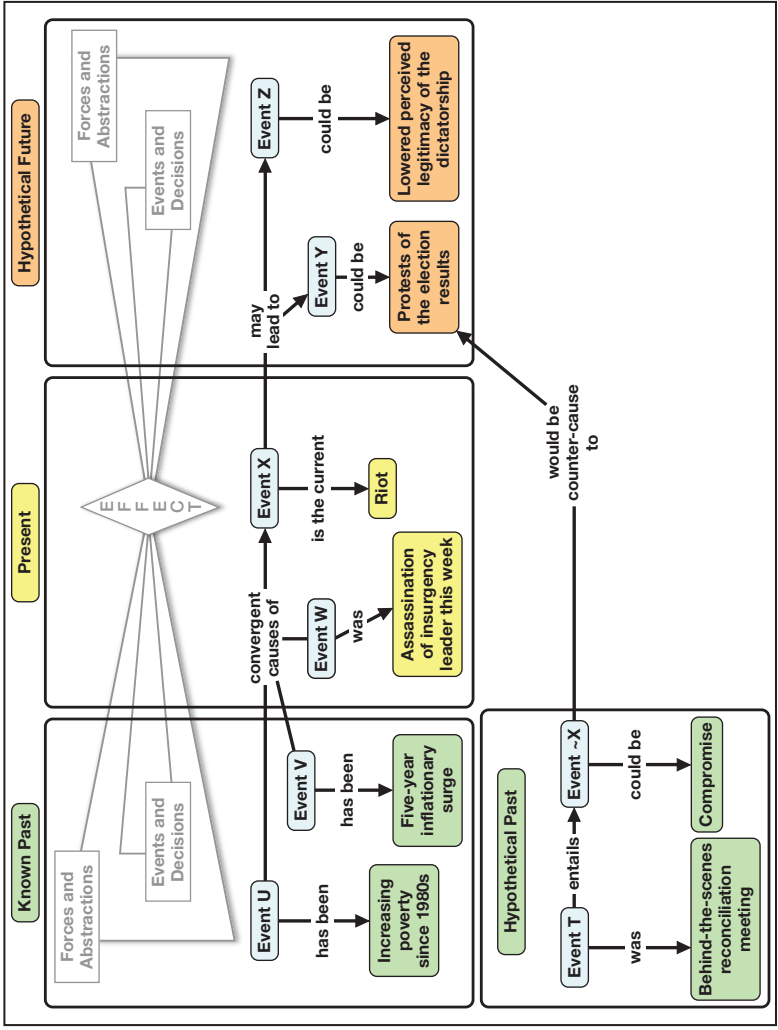 Known Past
Present
Hypothetical Future
Forces and
Abstractions
Events and
Decisions
E
F
F
E
C
T
Forces and
Abstractions
Events and
Decisions
Event U
has been
Increasing
poverty
since 1980s
Event V
has been
Five-year
inflationary
surge
convergent
causes of
Event W
was
Assassination
of insurgency
leader this week
Event X
is the current
Riot
may
lead to
Event Y
could be
Protests of
the election
results
Event Z
could be
Lowered perceived
legitimacy of the
dictatorship
Hypothetical Past
Event T
entails
Event ~X
was
Behind-the-scenes
reconciliation
meeting
could be
Compromise
would be
counter-cause
to